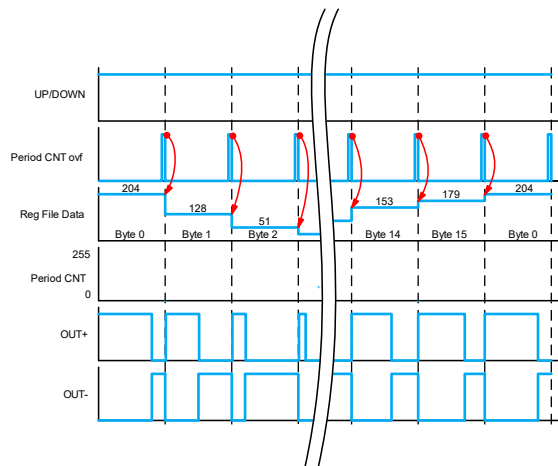 UP/DOWN
Period CNT ovf
204
128
51
153
179
204
Reg File Data
Byte 0
Byte 1
Byte 2
Byte 14
Byte 15
Byte 0
255
Period CNT
0
OUT+
OUT-